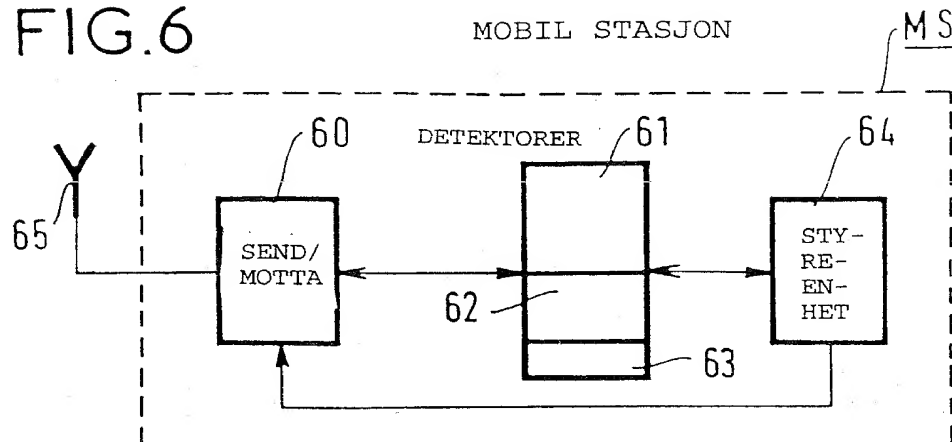 FIG.6
MOBIL STASJON
MS
60
DETEKTORER
61
64
65
SEND/
MOTTA
STY-
RE-
EN-
HET
62
63